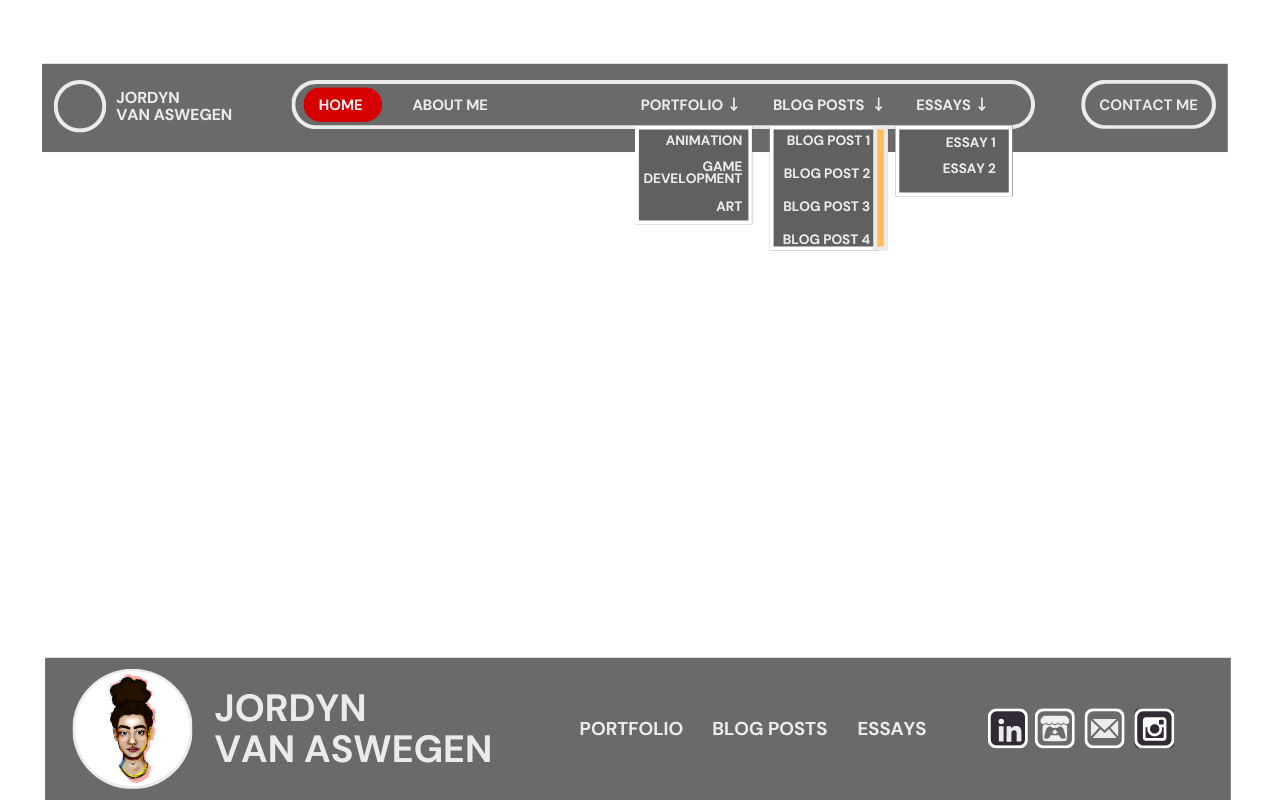 JORDYN
VAN ASWEGEN
HOME
ABOUT ME
PORTFOLIO ↓
BLOG POSTS ↓
ESSAYS ↓
CONTACT ME
ANIMATION
GAME
DEVELOPMENT
ART
BLOG POST 1
BLOG POST 2
BLOG POST 3
BLOG POST 4
ESSAY 1
ESSAY 2
JORDYN
VAN ASWEGEN
PORTFOLIO
BLOG POSTS
ESSAYS
in